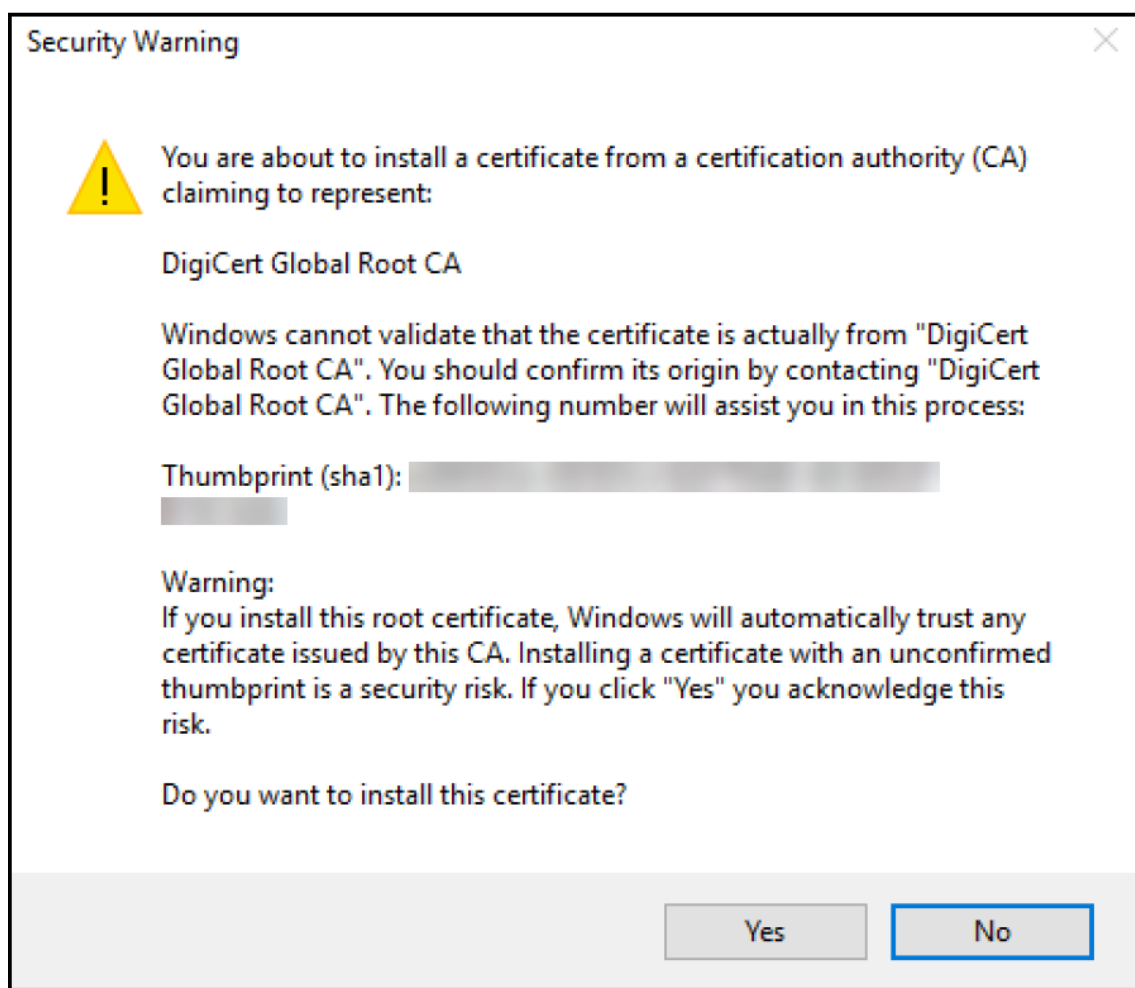 Security Warning
You are about to install a certificate from a certification authority (CA)
claiming to represent:
DigiCert Global Root CA
Windows cannot validate that the certificate is actually from "DigiCert
Global Root CA". You should confirm its origin by contacting "DigiCert
Global Root CA". The following number will assist you in this process:
Thumbprint (sha1):
Warning:
If you install this root certificate, Windows will automatically trust any
certificate issued by this CA. Installing a certificate with an unconfirmed
thumbprint is a security risk. If you click "Yes" you acknowledge this
risk.
Do you want to install this certificate?
Yes
No